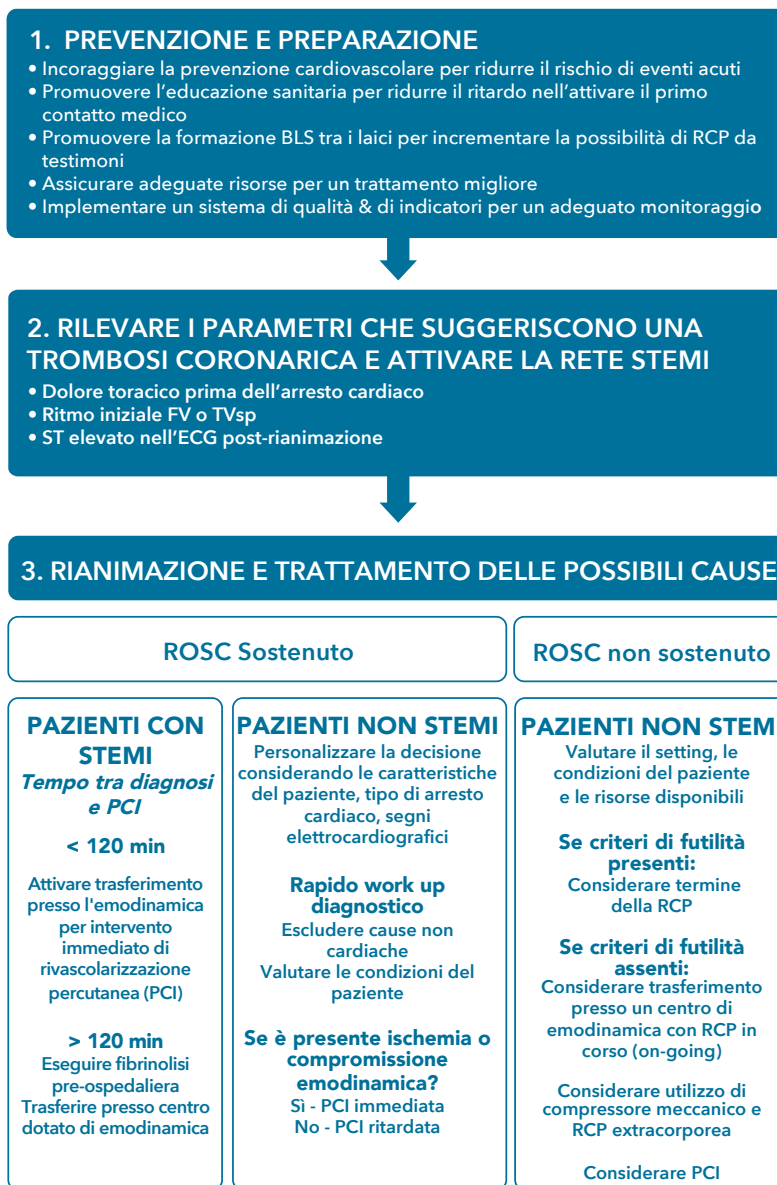 1. PREVENZIONE E PREPARAZIONE
• Incoraggiare la prevenzione cardiovascolare per ridurre il rischio di eventi acuti
• Promuovere l'educazione sanitaria per ridurre il ritardo nell'attivare il primo
contatto medico
• Promuovere la formazione BLS tra i laici per incrementare la possibilità di RCP da
testimoni
• Assicurare adeguate risorse per un trattamento migliore
• Implementare un sistema di qualità & di indicatori per un adeguato monitoraggio
2. RILEVARE I PARAMETRI CHE SUGGERISCONO UNA
TROMBOSI CORONARICA E ATTIVARE LA RETE STEMI
• Dolore toracico prima dell'arresto cardiaco
• Ritmo iniziale FV o TVsp
• ST elevato nell'ECG post-rianimazione
3. RIANIMAZIONE E TRATTAMENTO DELLE POSSIBILI CAUSE
ROSC Sostenuto
PAZIENTI CON
STEMI
Tempo tra diagnosi
e PCI
< 120 min
Attivare trasferimento
presso l'emodinamica
per intervento
immediato di
rivascolarizzazione
percutanea (PCI)
> 120 min
Eseguire fibrinolisi
pre-ospedaliera
Trasferire presso centro
dotato di emodinamica
PAZIENTI NON STEMI
Personalizzare la decisione
considerando le caratteristiche
del paziente, tipo di arresto
cardiaco, segni
elettrocardiografici
Rapido work up
diagnostico
Escludere cause non
cardiache
Valutare le condizioni del
paziente
Se è presente ischemia o
compromissione
emodinamica?
Sì - PCI immediata
No - PCI ritardata
ROSC non sostenuto
PAZIENTI NON STEM
Valutare il setting, le
condizioni del paziente
e le risorse disponibili
Se criteri di futilità
presenti:
Considerare termine
della RCP
Se criteri di futilità
assenti:
Considerare trasferimento
presso un centro di
emodinamica con RCP in
corso (on-going)
Considerare utilizzo di
compressore meccanico e
RCP extracorporea
Considerare PCI